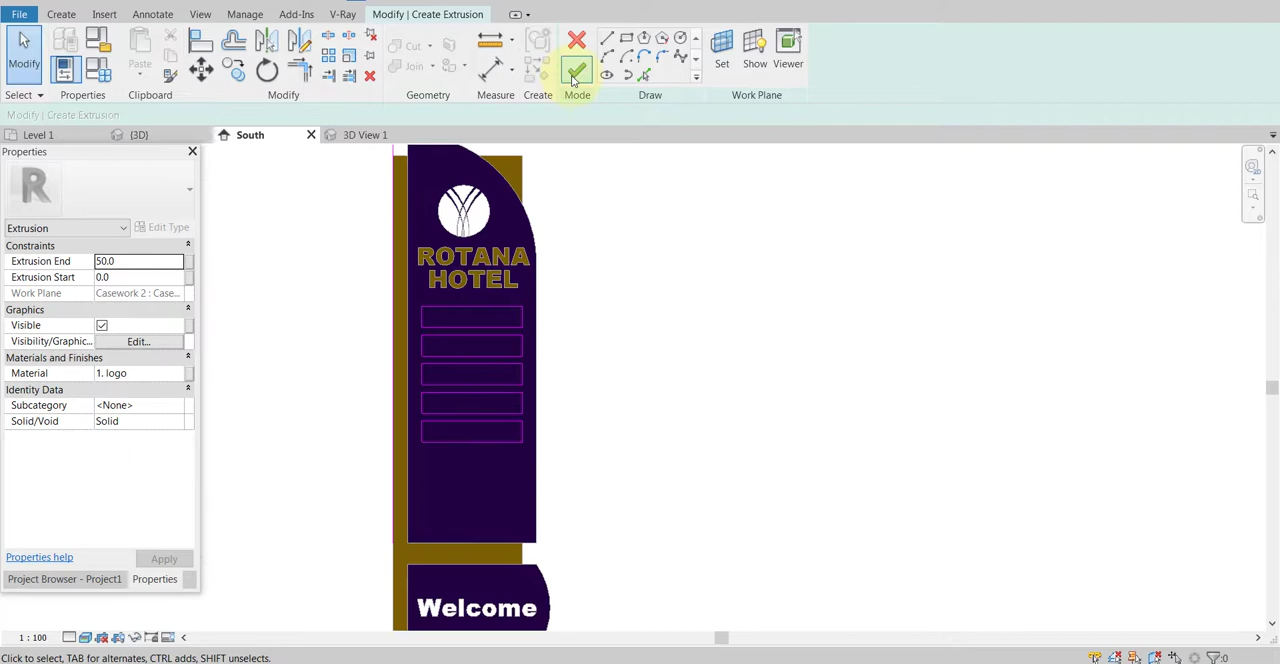 File Create Insert Annotate View Manage Add-Ins V-Ray Modify | Create Extrusion
Modify Paste Cut Join Set Show Viewer
Select Properties Clipboard Modify Geometry Measure Create Mode Draw Work Plane
Modify | Create Extrusion
Level 1 {3D} South 3D View 1
Properties
R
Extrusion Edit Type
Constraints
Extrusion End 50.0
Extrusion Start 0.0
Work Plane Casework 2 : Case...
Graphics
Visible
Visibility/Graphic... Edit...
Materials and Finishes
Material 1. logo
Identity Data
Subcategory <None>
Solid/Void Solid
Properties help Apply
Project Browser - Project1 Properties
ROTANA
HOTEL
Welcome
1 : 100
Click to select, TAB for alternates, CTRL adds, SHIFT unselects. :0